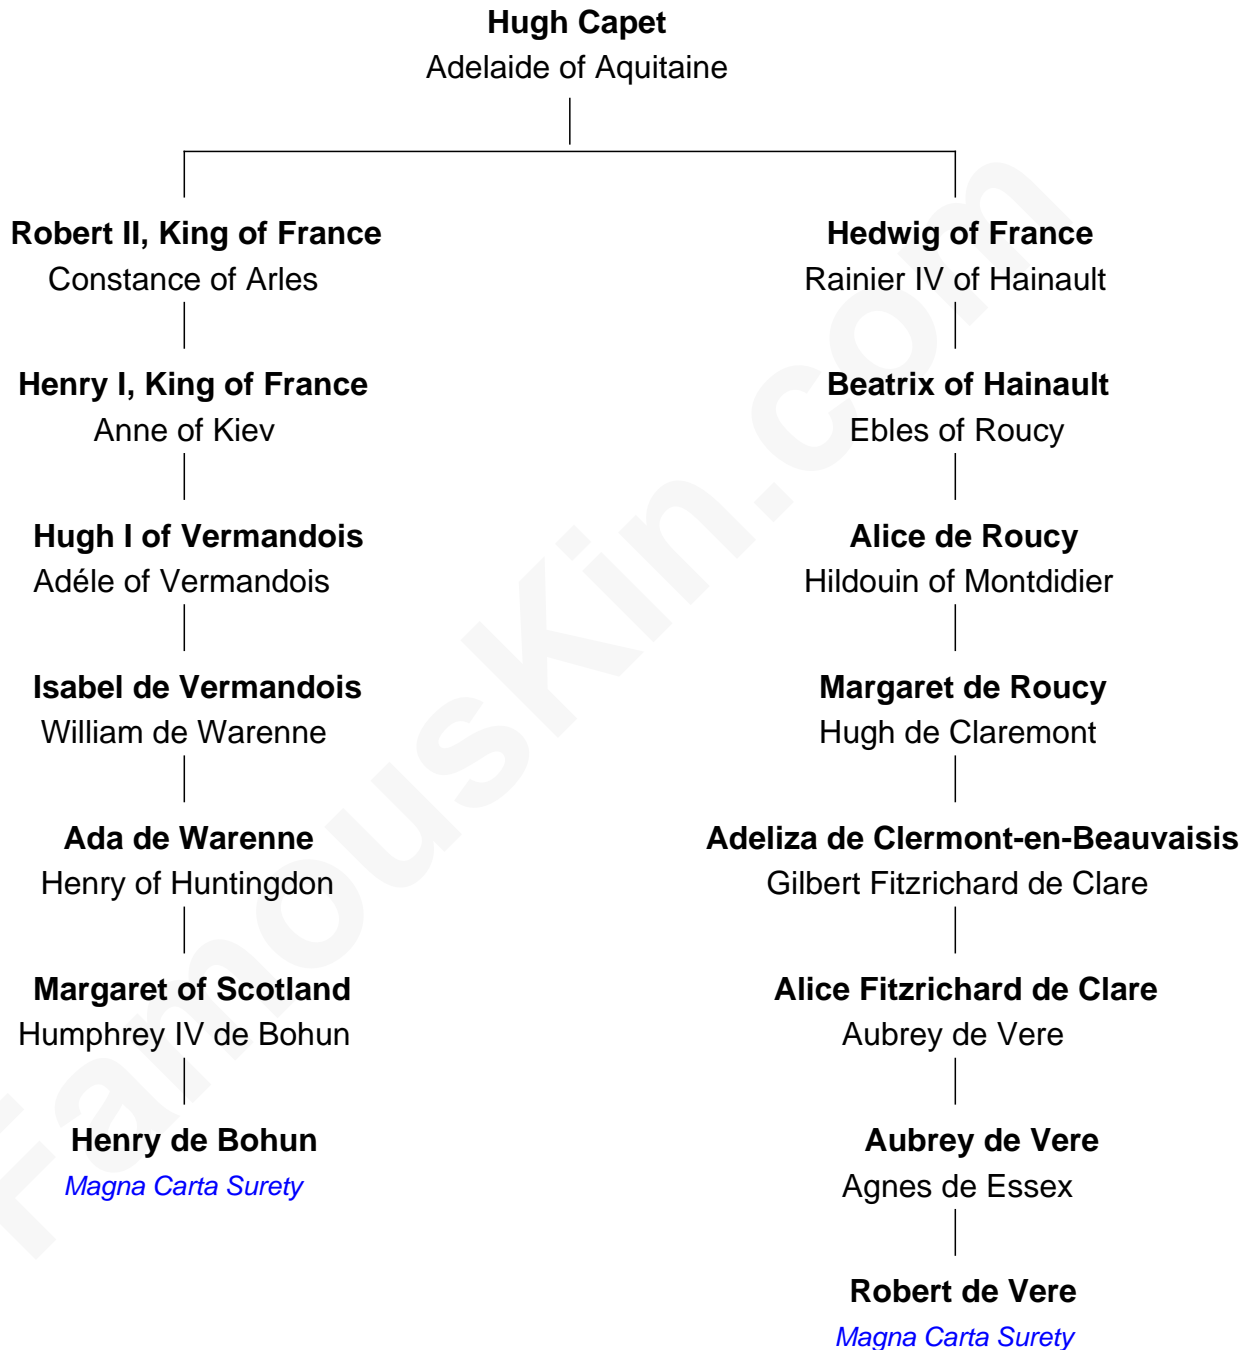 Hugh Capet
Adelaide of Aquitaine
Robert II, King of France
Constance of Arles
Henry I, King of France
Anne of Kiev
Hugh I of Vermandois
Adéle of Vermandois
Isabel de Vermandois
William de Warenne
Ada de Warenne
Henry of Huntingdon
Margaret of Scotland
Humphrey IV de Bohun
Henry de Bohun
Magna Carta Surety
Hedwig of France
Rainier IV of Hainault
Beatrix of Hainault
Ebles of Roucy
Alice de Roucy
Hildouin of Montdidier
Margaret de Roucy
Hugh de Claremont
Adeliza de Clermont-en-Beauvaisis
Gilbert Fitzrichard de Clare
Alice Fitzrichard de Clare
Aubrey de Vere
Aubrey de Vere
Agnes de Essex
Robert de Vere
Magna Carta Surety
FamousKin.com